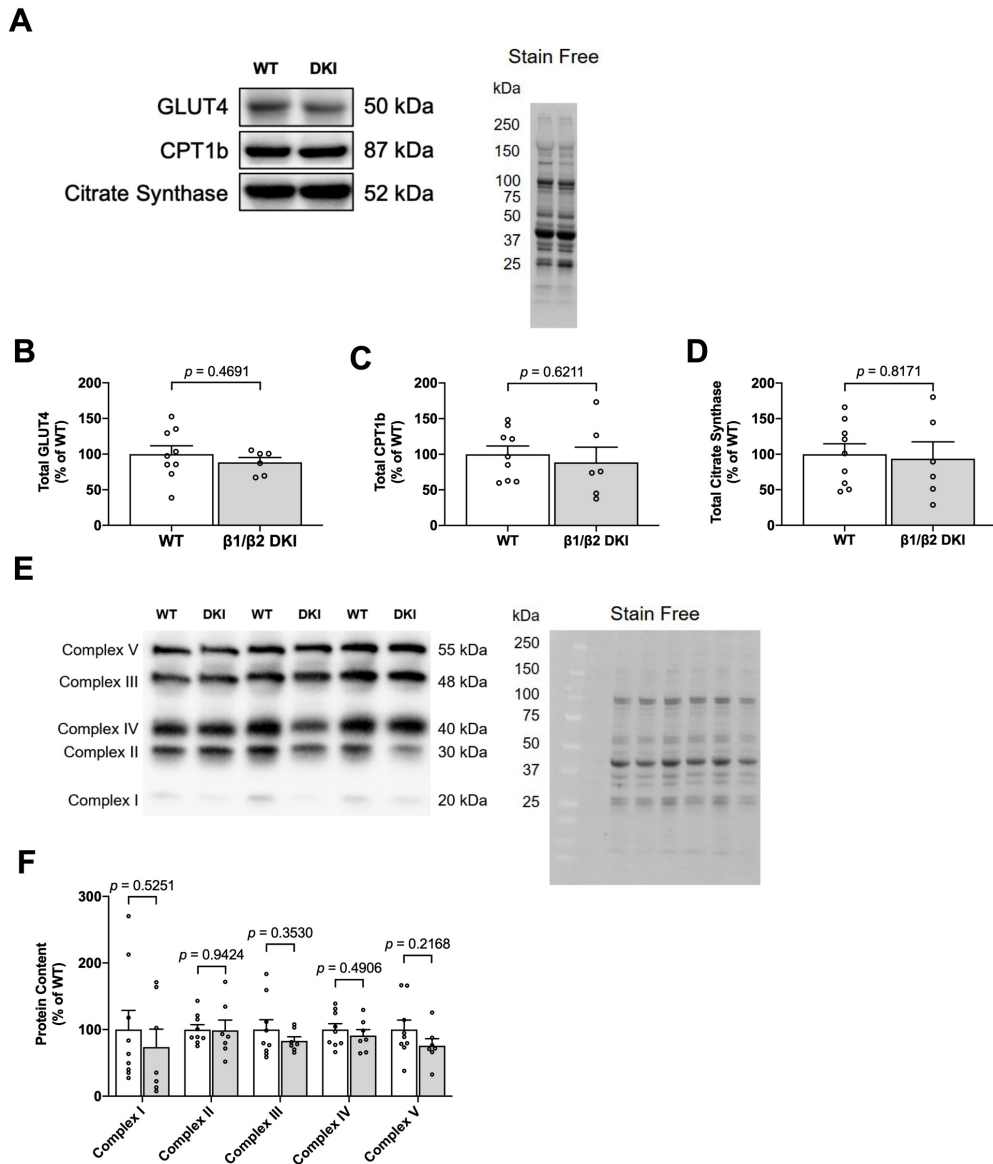 A
WT DKI
GLUT4 50 kDa
CPT1b 87 kDa
Citrate Synthase 52 kDa
Stain Free
kDa
250
150
100
75
50
37
25
B
p = 0.4691
Total GLUT4
(% of WT)
200
150
100
50
0
WT β1/β2 DKI
C
p = 0.6211
Total CPT1b
(% of WT)
200
150
100
50
0
WT β1/β2 DKI
D
p = 0.8171
Total Citrate Synthase
(% of WT)
200
150
100
50
0
WT β1/β2 DKI
E
WT DKI WT DKI WT DKI
Complex V 55 kDa
Complex III 48 kDa
Complex IV 40 kDa
Complex II 30 kDa
Complex I 20 kDa
kDa Stain Free
250
150
100
75
50
37
25
F
Protein Content
(% of WT)
300
200
100
0
p = 0.5251
p = 0.9424
p = 0.3530
p = 0.4906
p = 0.2168
Complex I
Complex II
Complex III
Complex IV
Complex V